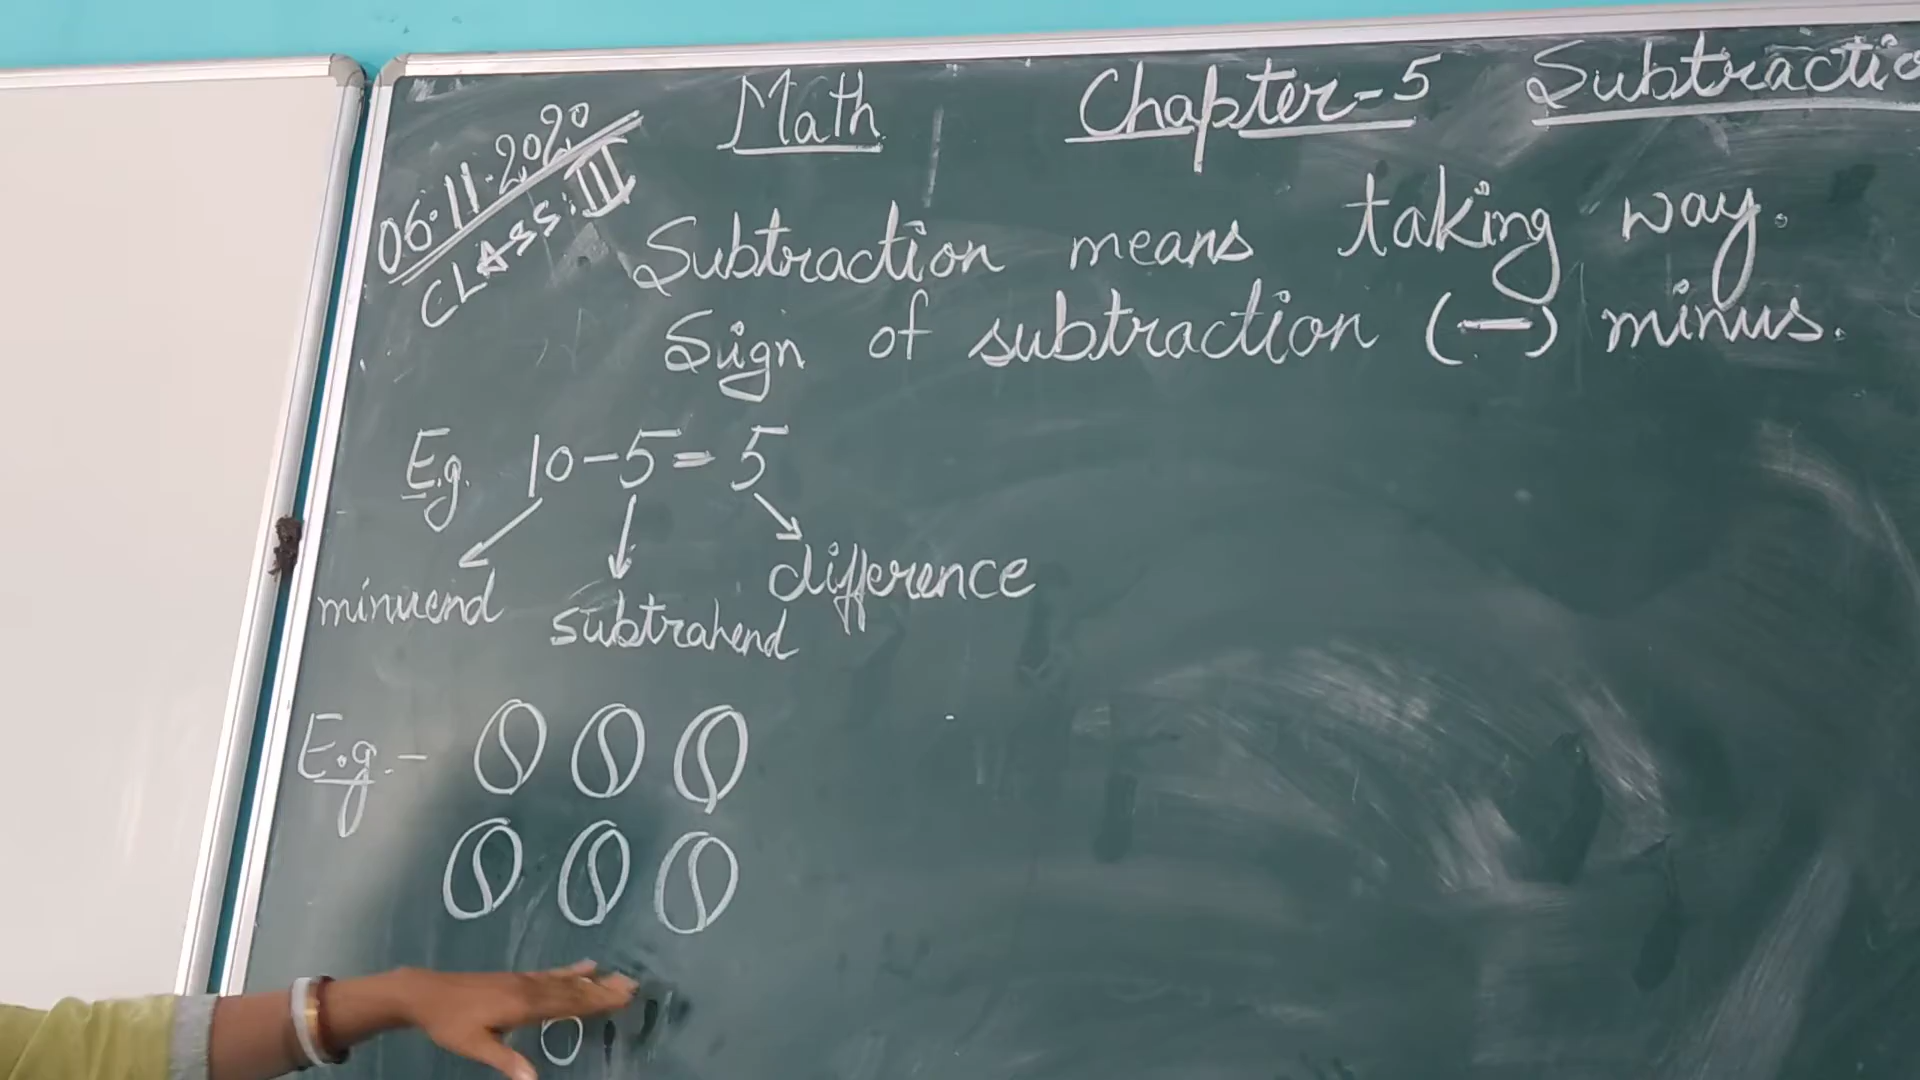 06.11.2020
CLASS:III
Math Chapter-5 Subtractio
Subtraction means taking way.
Sign of subtraction (—) minus.
E.g. 10-5=5
minuend subtrahend difference
E.g.-
6